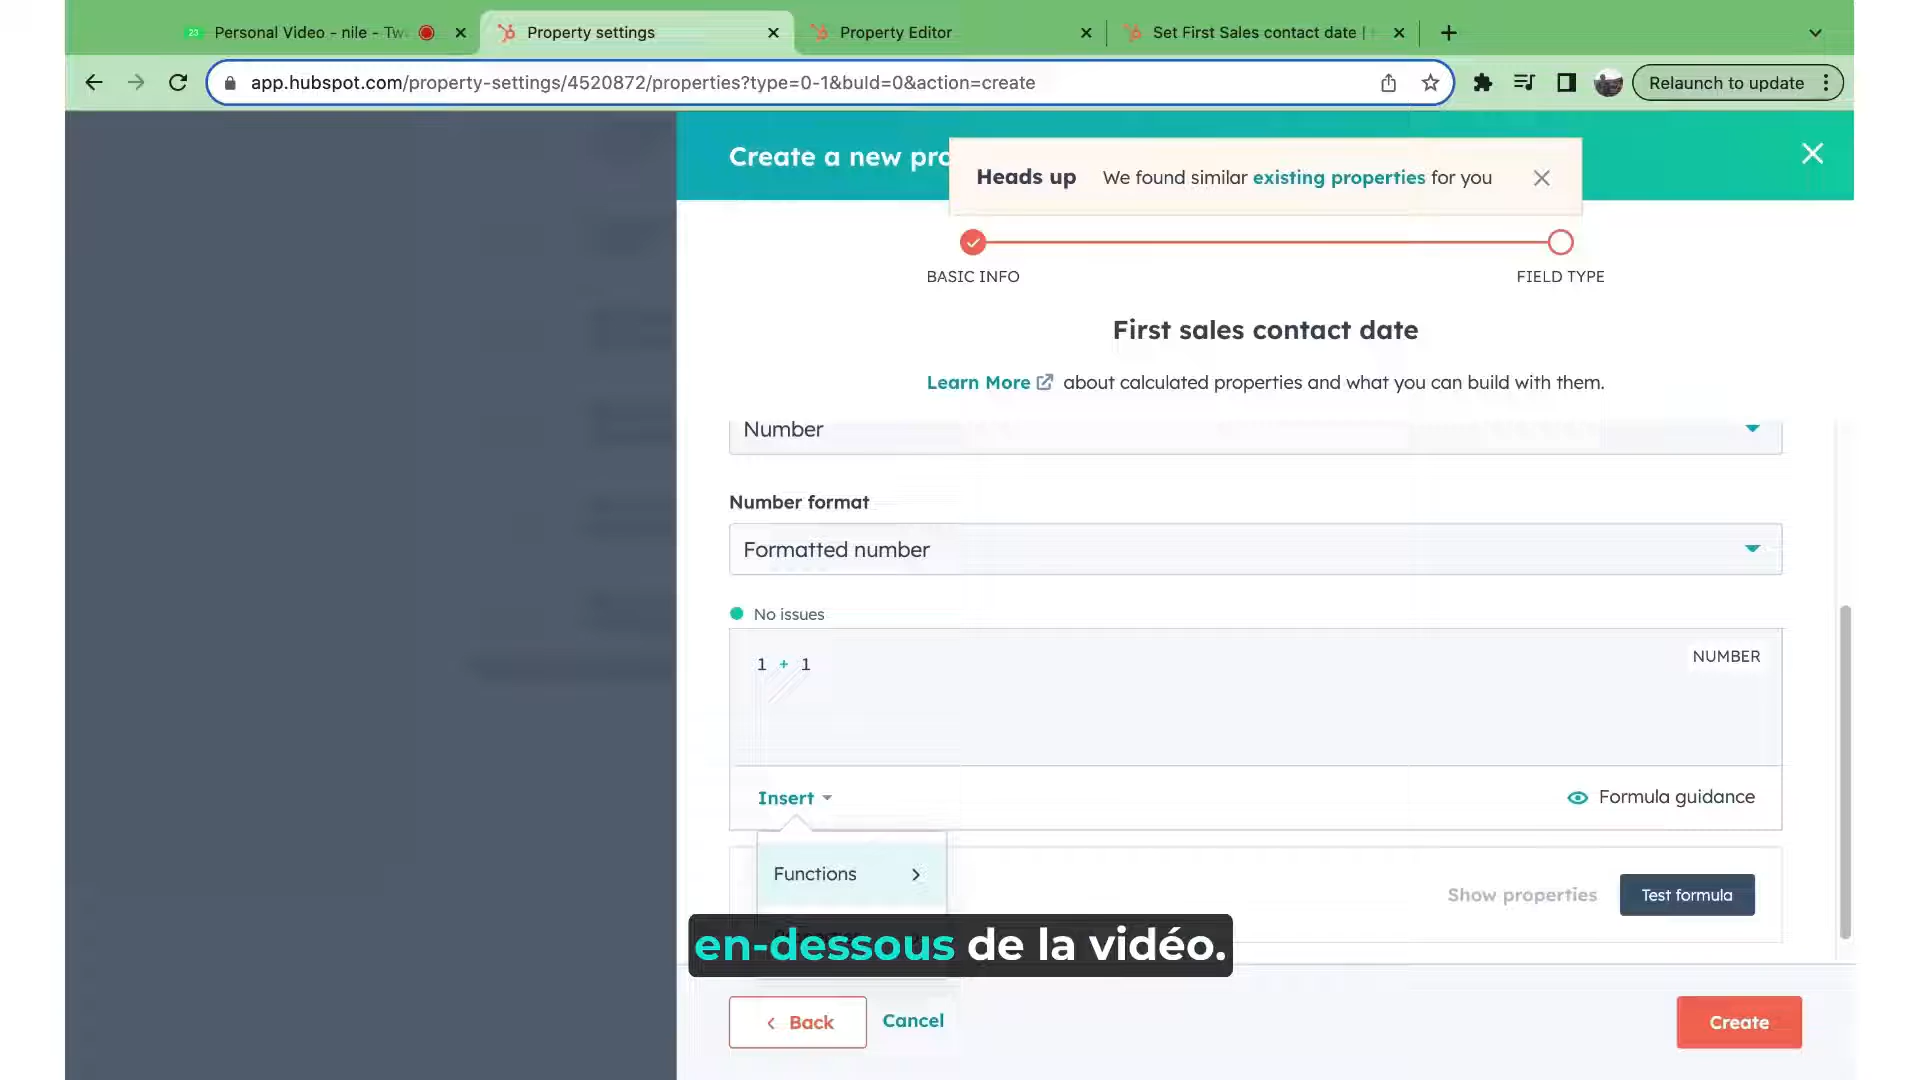 23 Personal Video - nile - Tw
Property settings
Property Editor
Set First Sales contact date |
app.hubspot.com/property-settings/4520872/properties?type=0-1&buId=0&action=create
Relaunch to update
Create a new pro
Heads up We found similar existing properties for you
BASIC INFO
FIELD TYPE
First sales contact date
Learn More about calculated properties and what you can build with them.
Number
Number format
Formatted number
No issues
1 + 1
NUMBER
Insert
Formula guidance
Functions
Show properties
Test formula
en-dessous de la vidéo.
Back
Cancel
Create